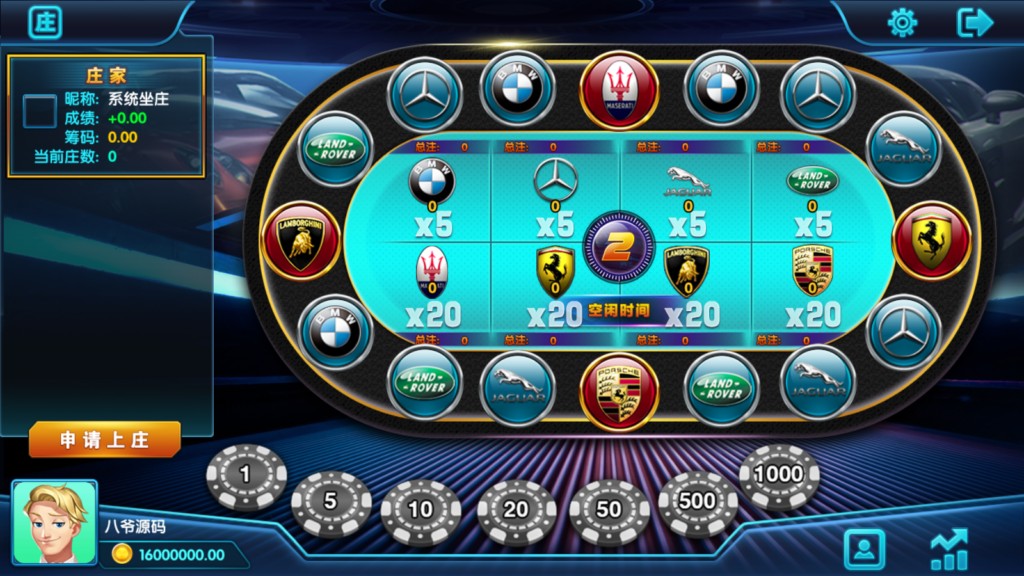 庄
庄家
昵称: 系统坐庄
成绩: +0.00
筹码: 0.00
当前庄数: 0
申请上庄
八爷源码
16000000.00
BMW
MASERATI
BMW
LAND-ROVER
JAGUAR
LAMBORGHINI
BMW
LAND-ROVER
JAGUAR
PORSCHE
LAND-ROVER
JAGUAR
总注: 0 总注: 0 总注: 0 总注: 0
BMW JAGUAR LAND-ROVER
0 0 0 0
x5 x5 x5 x5
2
LAMBORGHINI PORSCHE
0 0 0 0
x20 x20 x20 x20
空闲时间
总注: 0 总注: 0 总注: 0 总注: 0
1 5 10 20 50 500 1000